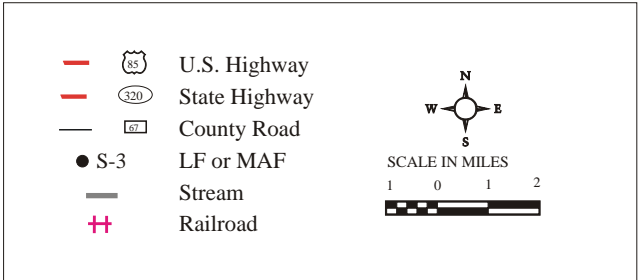 85 U.S. Highway
320 State Highway
67 County Road
S-3 LF or MAF
Stream
Railroad
N
W E
S
SCALE IN MILES
1 0 1 2